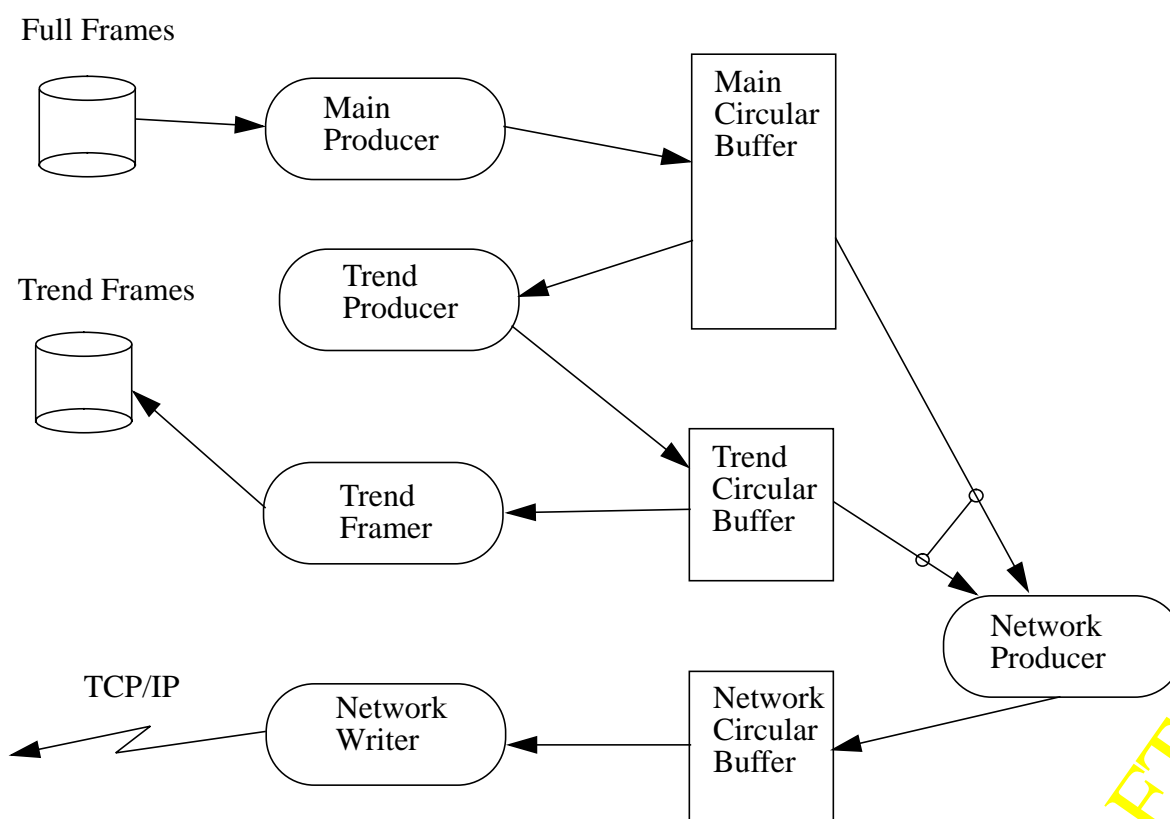 Full Frames
Main
Producer
Main
Circular
Buffer
Trend
Producer
Trend Frames
Trend
Framer
Trend
Circular
Buffer
Network
Producer
TCP/IP
Network
Writer
Network
Circular
Buffer